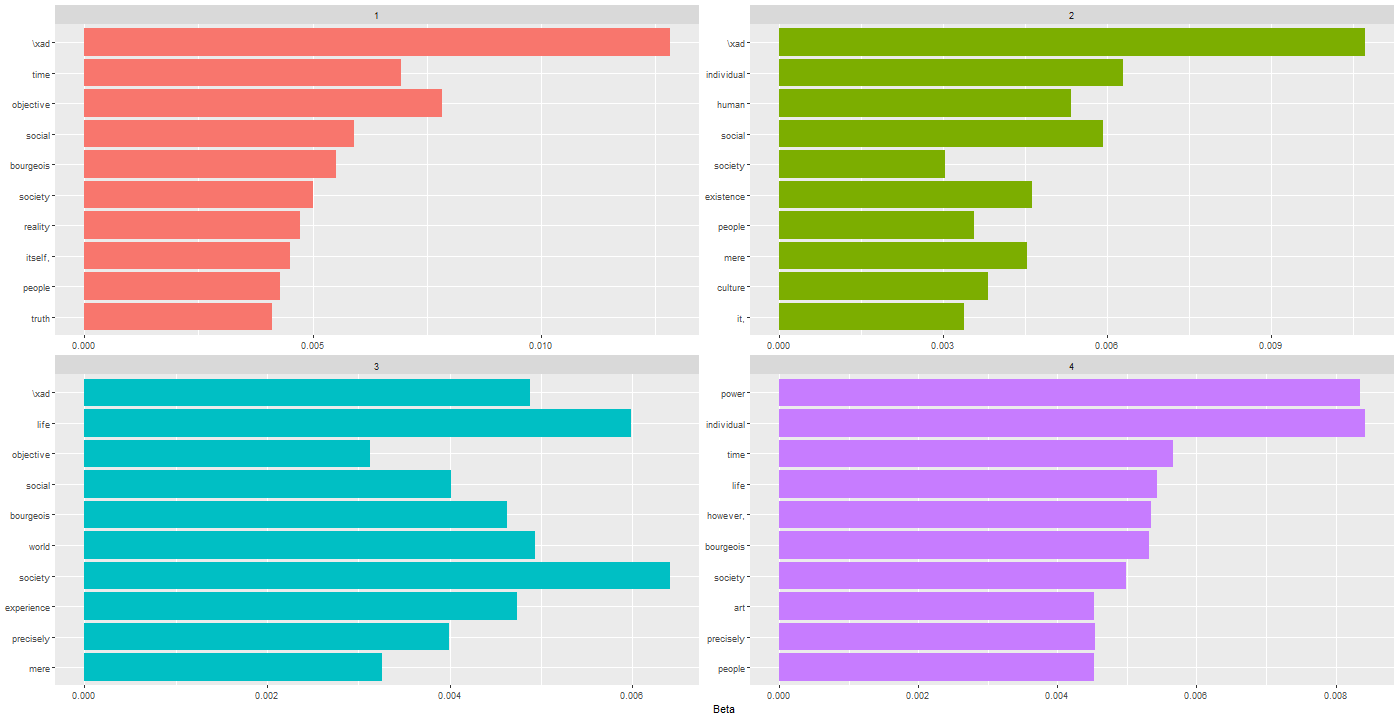 1
\xad
time
objective
social
bourgeois
society
reality
itself,
people
truth
0.000 0.005 0.010
2
\xad
individual
human
social
society
existence
people
mere
culture
it,
0.000 0.003 0.006 0.009
3
\xad
life
objective
social
bourgeois
world
society
experience
precisely
mere
0.000 0.002 0.004 0.006
4
power
individual
time
life
however,
bourgeois
society
art
precisely
people
0.000 0.002 0.004 0.006 0.008
Beta